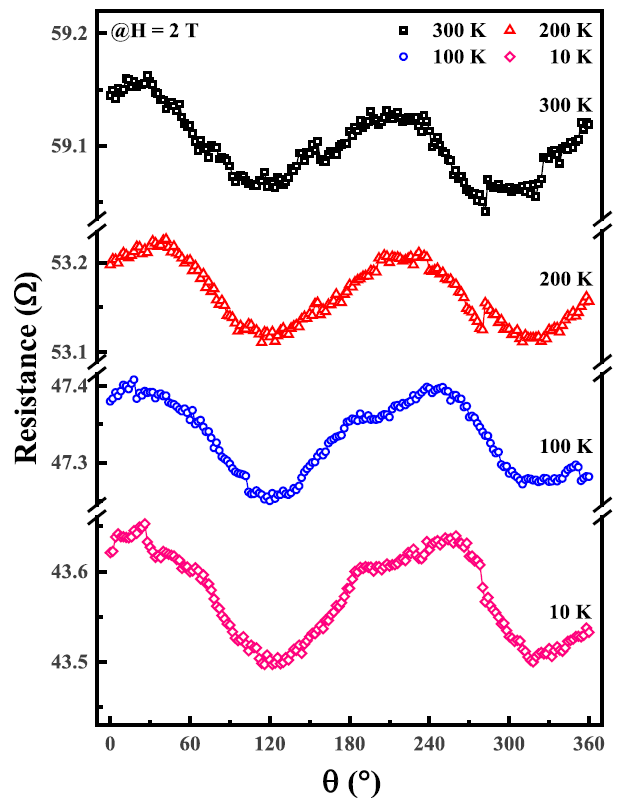 @H = 2 T
300 K
200 K
100 K
10 K
59.2
59.1
300 K
53.2
53.1
200 K
47.4
47.3
100 K
43.6
43.5
10 K
Resistance (Ω)
0 60 120 180 240 300 360
θ (°)